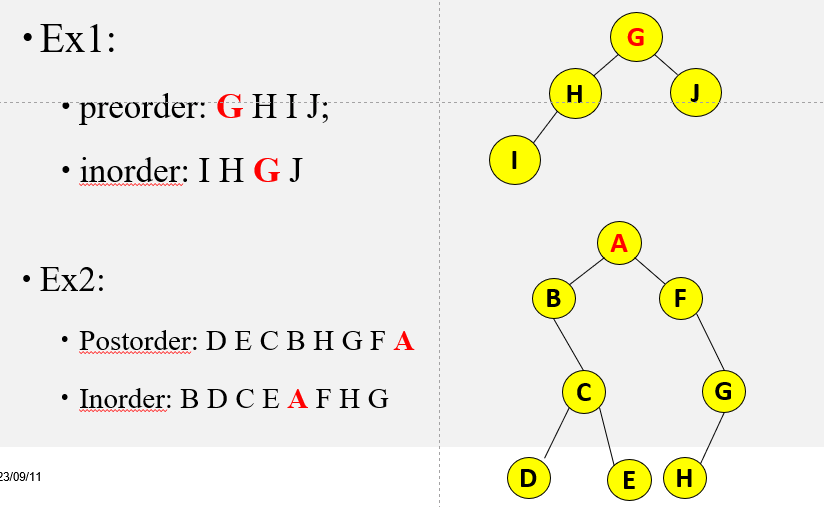 • Ex1:
• preorder: G H I J;
• inorder: I H G J
• Ex2:
• Postorder: D E C B H G F A
• Inorder: B D C E A F H G
23/09/11
G
H
J
I
A
B
F
C
G
D
E
H